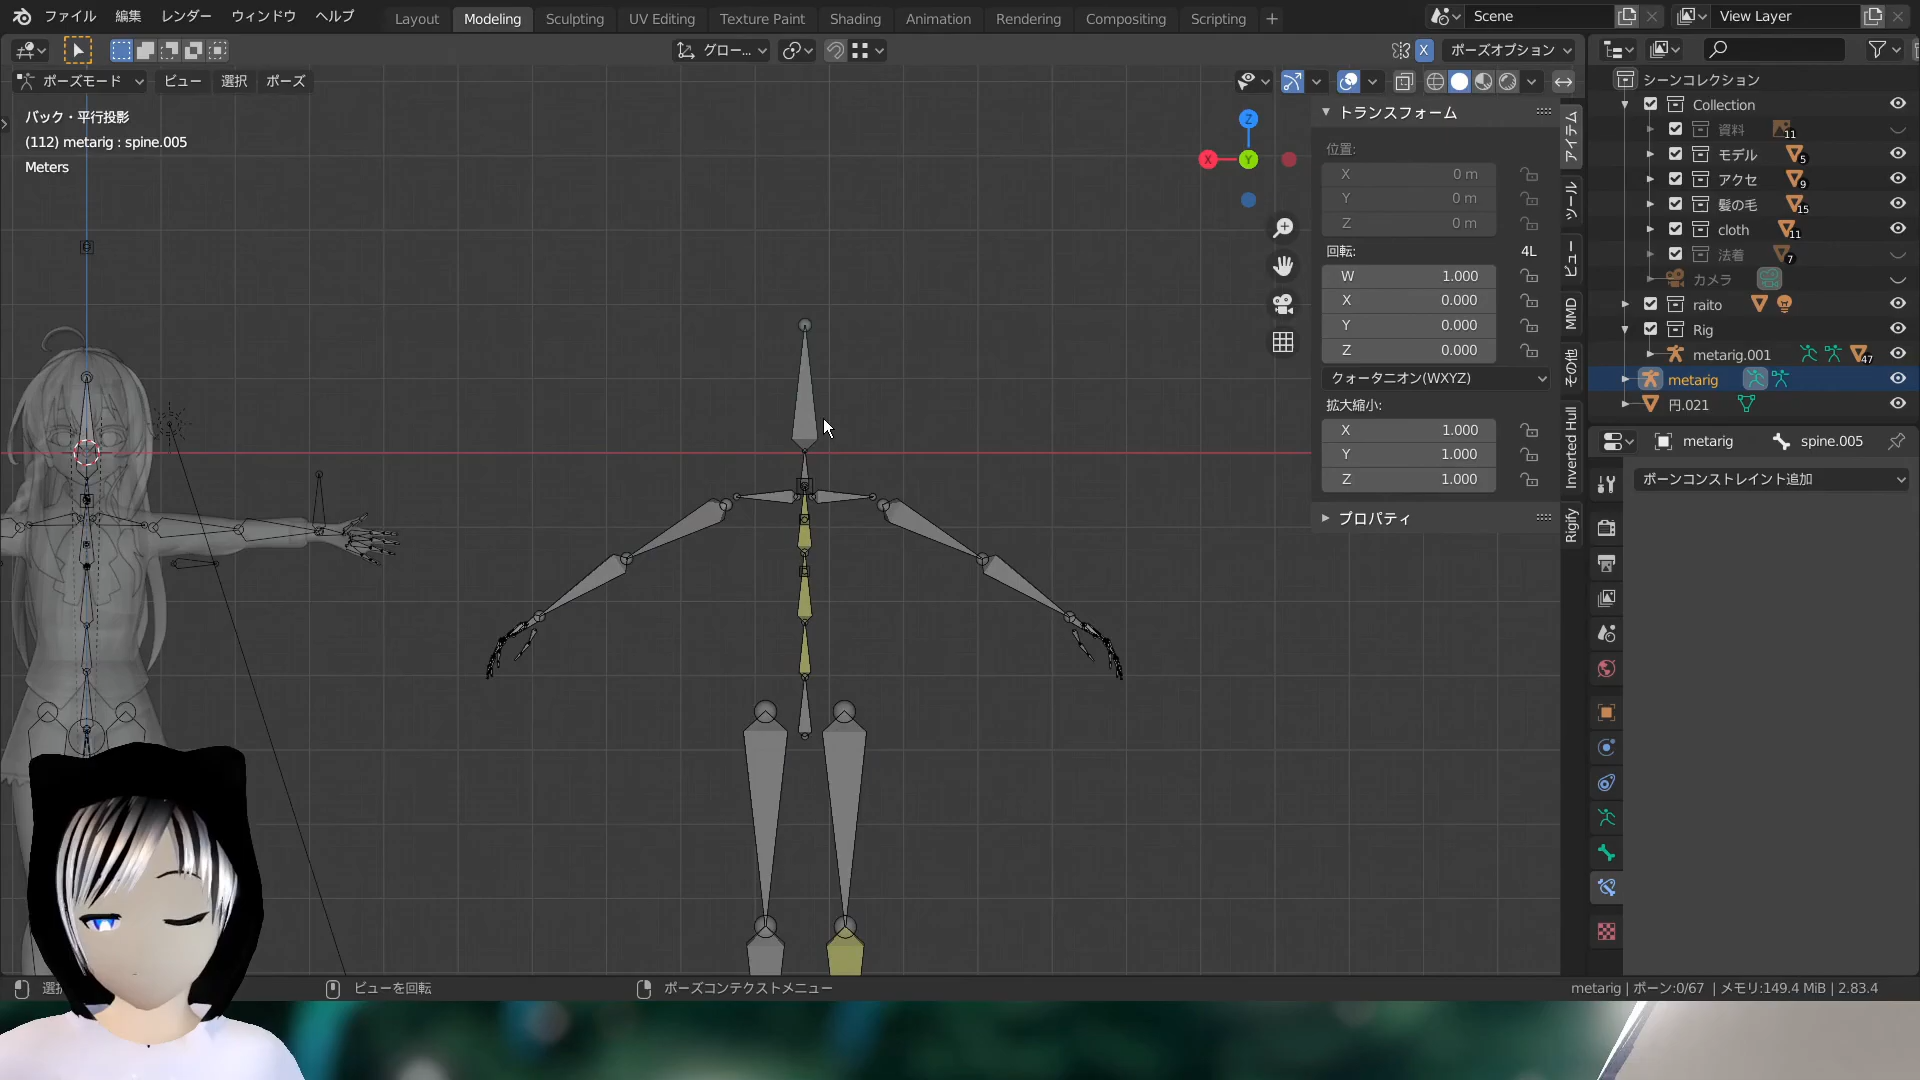 ファイル 編集 レンダー ウィンドウ ヘルプ Layout Modeling Sculpting UV Editing Texture Paint Shading Animation Rendering Compositing Scripting + Scene View Layer
グロー... X ポーズオプション
ポーズモード ビュー 選択 ポーズ
バック・平行投影
(112) metarig : spine.005
Meters
Z
X
Y
トランスフォーム
位置:
X 0 m
Y 0 m
Z 0 m
回転: 4L
W 1.000
X 0.000
Y 0.000
Z 0.000
クォータニオン(WXYZ)
拡大縮小:
X 1.000
Y 1.000
Z 1.000
プロパティ
アイテム
ツール
ビュー
MMD
その他
Inverted Hull
Rigify
シーンコレクション
Collection
資料 11
モデル 5
アクセ 9
髪の毛 15
cloth 11
法着 7
カメラ
raito
Rig
metarig.001 47
metarig
円.021
metarig spine.005
ボーンコンストレイント追加
選択 ビューを回転 ポーズコンテクストメニュー metarig | ボーン:0/67 | メモリ:149.4 MiB | 2.83.4